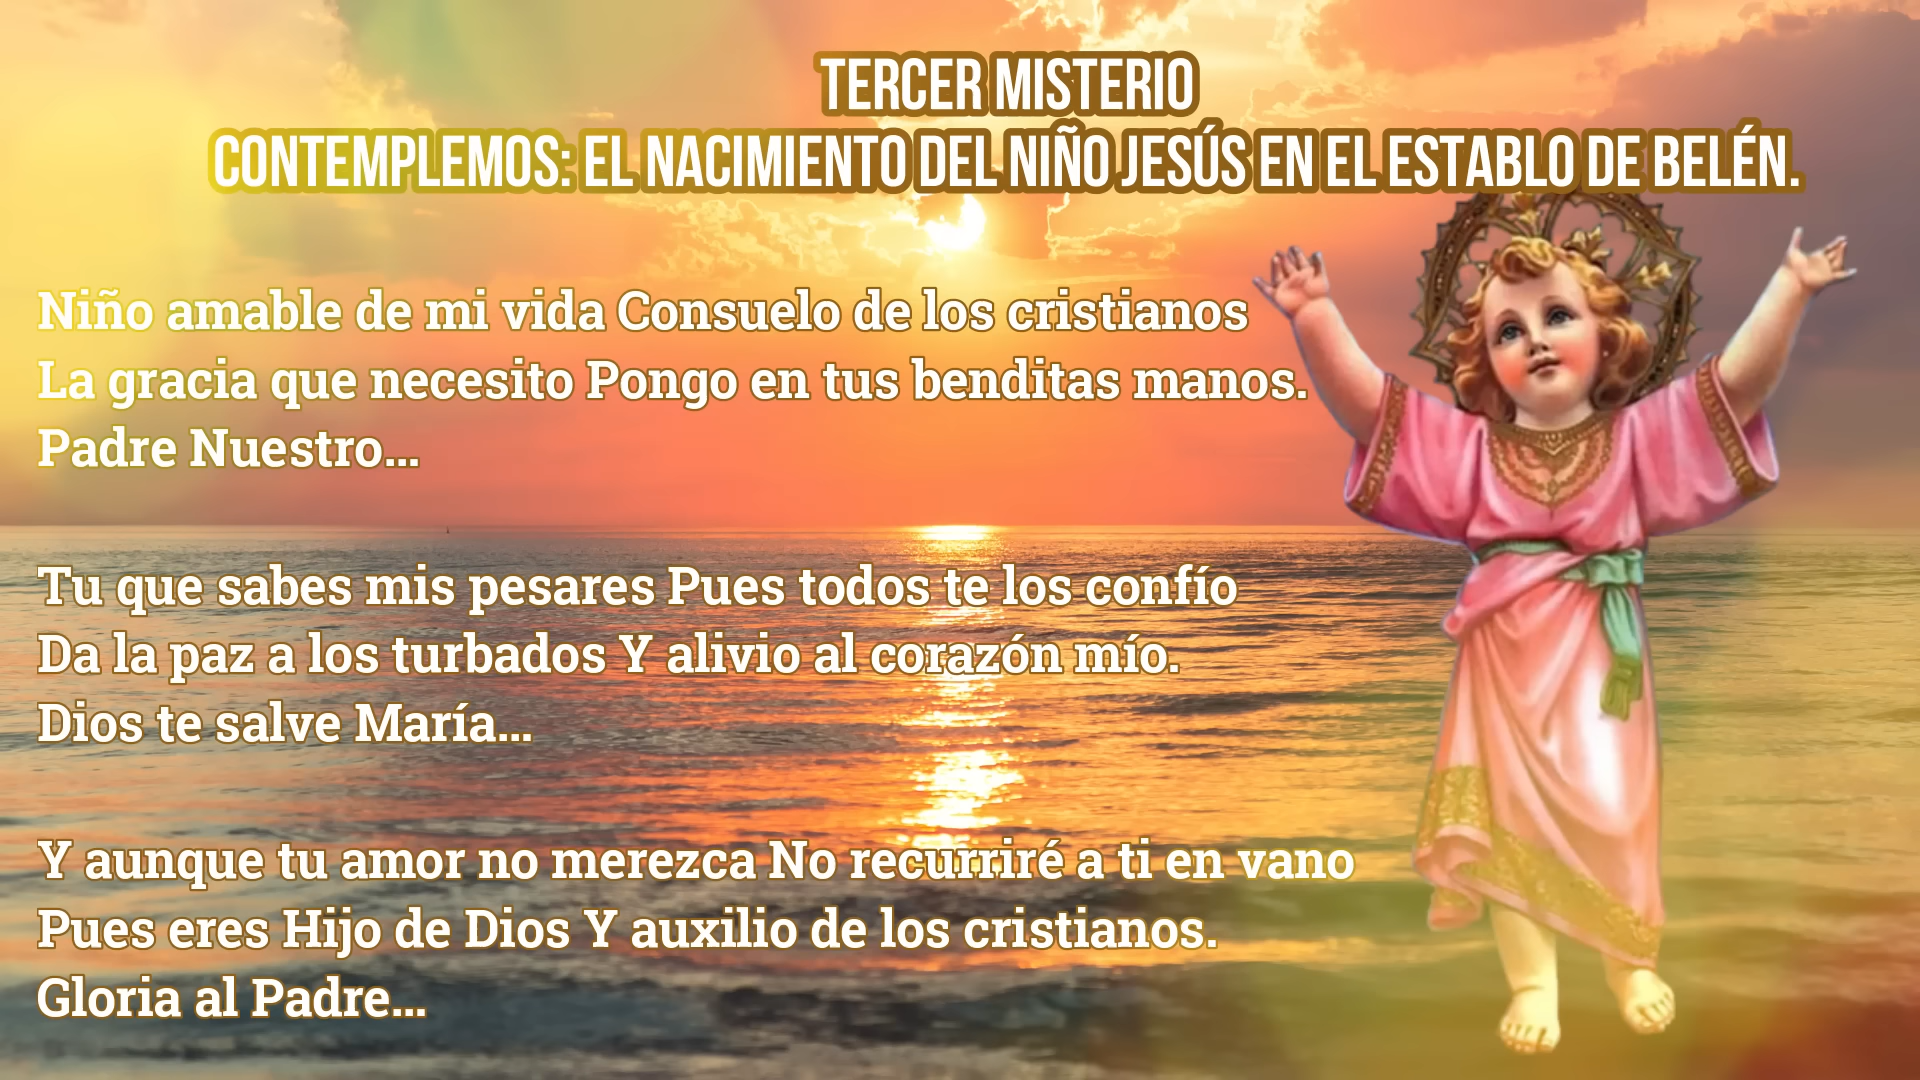 TERCER MISTERIO
CONTEMPLEMOS: EL NACIMIENTO DEL NIÑO JESÚS EN EL ESTABLO DE BELÉN.
Niño amable de mi vida Consuelo de los cristianos
La gracia que necesito Pongo en tus benditas manos.
Padre Nuestro...
Tu que sabes mis pesares Pues todos te los confío
Da la paz a los turbados Y alivio al corazón mío.
Dios te salve María...
Y aunque tu amor no merezca No recurriré a ti en vano
Pues eres Hijo de Dios Y auxilio de los cristianos.
Gloria al Padre...